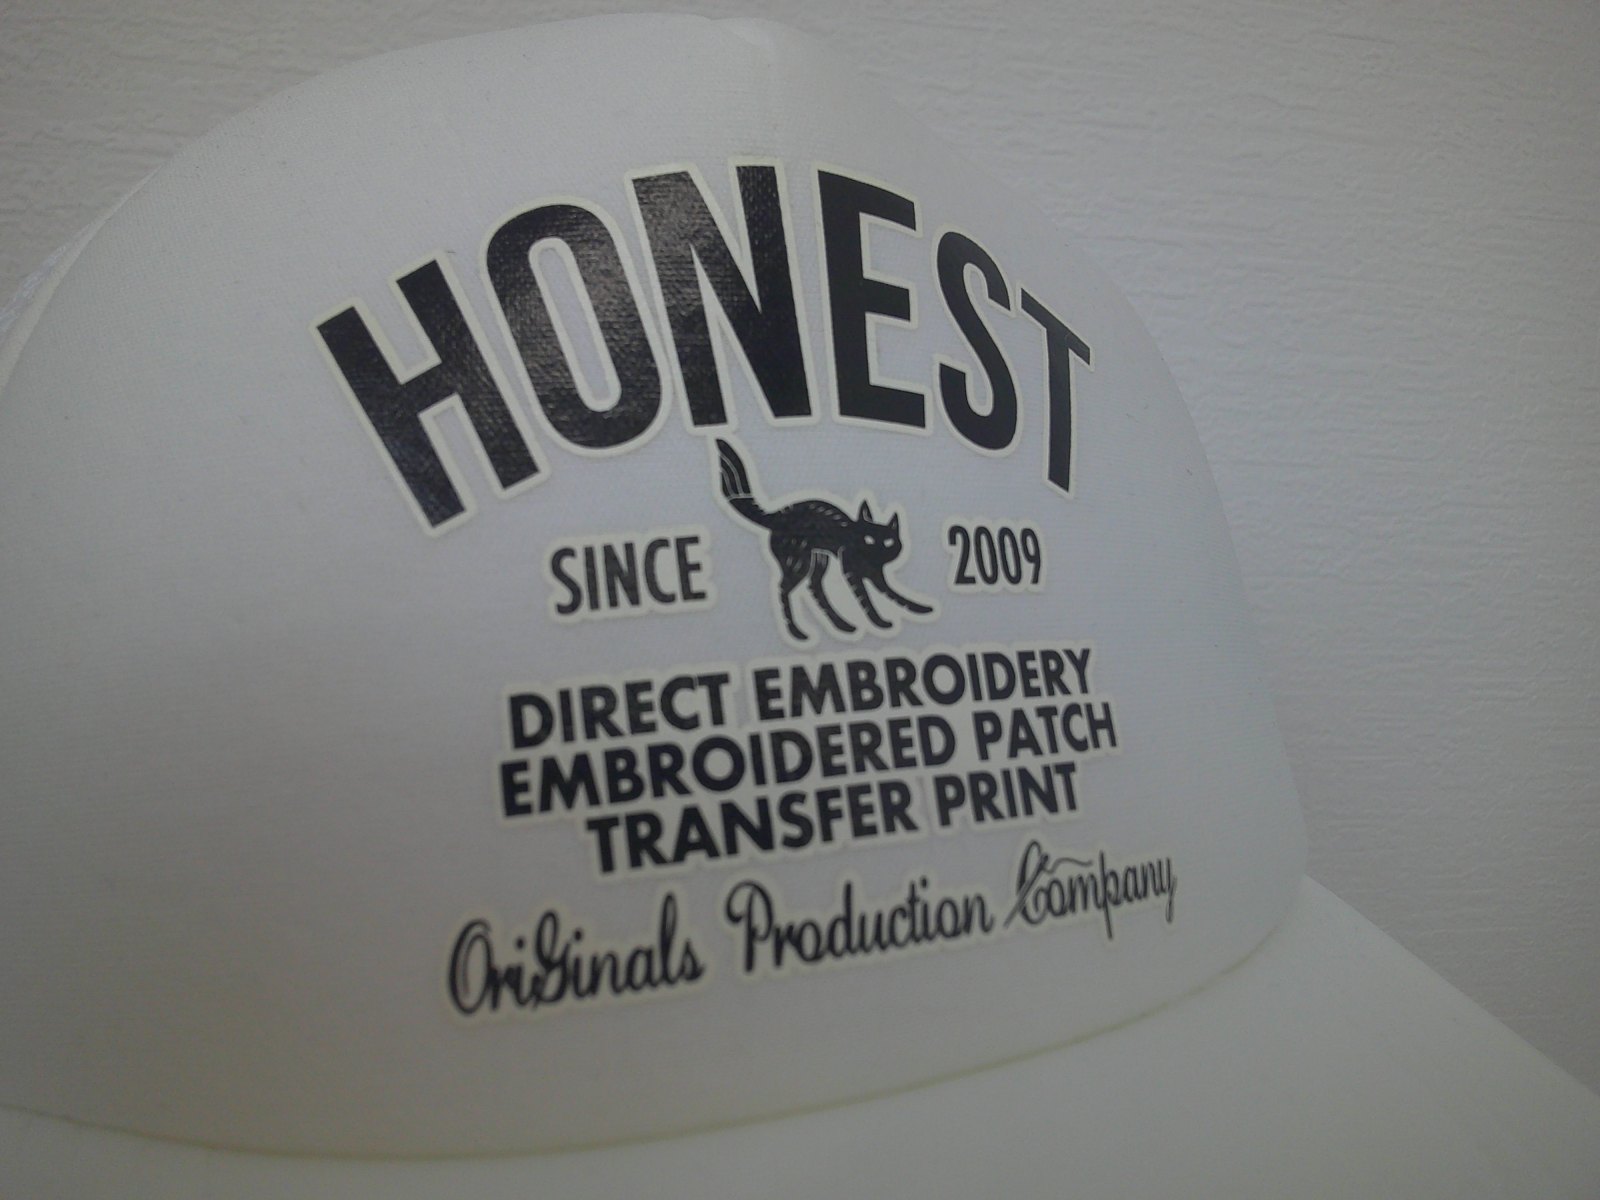 HONEST
SINCE 2009
DIRECT EMBROIDERY
EMBROIDERED PATCH
TRANSFER PRINT
OriGinals Production Company